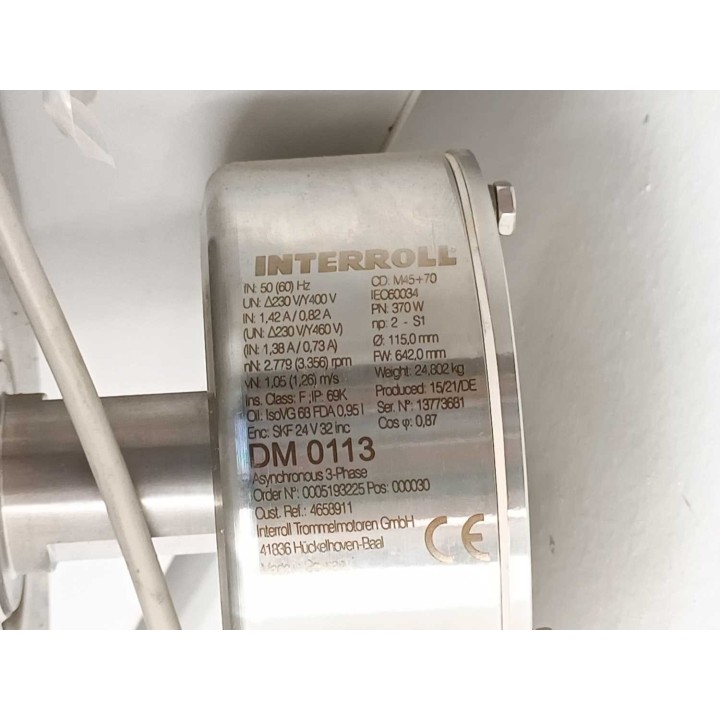 INTERROLL
fN: 50 (60) Hz
UN: Δ230 V/Y400 V
IN: 1,42 A / 0,82 A
(UN: Δ230 V/Y460 V)
(IN: 1,38 A / 0,73 A)
nN: 2.779 (3.356) rpm
vN: 1,05 (1,26) m/s
Ins. Class: F ;IP: 69K
Oil: IsoVG 68 FDA 0,95 l
Enc: SKF 24 V 32 inc
CD: M45+70
IEC60034
PN: 370 W
np: 2 - S1
Ø: 115,0mm
FW: 642,0 mm
Weight: 24,802 kg
Produced: 15/21/DE
Ser. N°: 13773681
Cos φ: 0,87
DM 0113
Asynchronous 3-Phase
Order N°: 0005193225 Pos: 000030
Cust. Ref.: 4658911
Interroll Trommelmotoren GmbH
41836 Hückelhoven-Baal
Made
CE